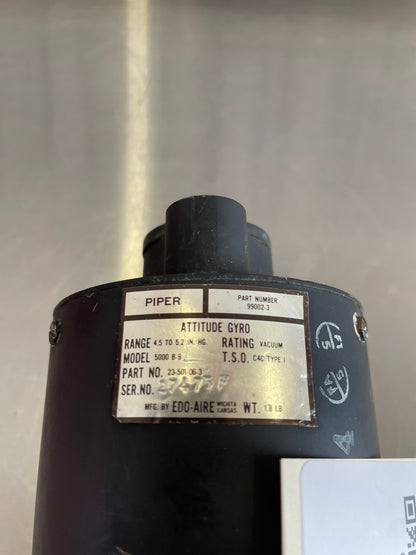 PIPER
PART NUMBER
99002-3
ATTITUDE GYRO
RANGE 4.5 TO 5.2 IN. HG. RATING VACUUM
MODEL 5000 B-9 T.S.O. C4C TYPE I
PART NO. 23-501-06-3
SER.NO.
MFG. BY EDO-AIRE WICHITA KANSAS WT. 1.8 LB
4